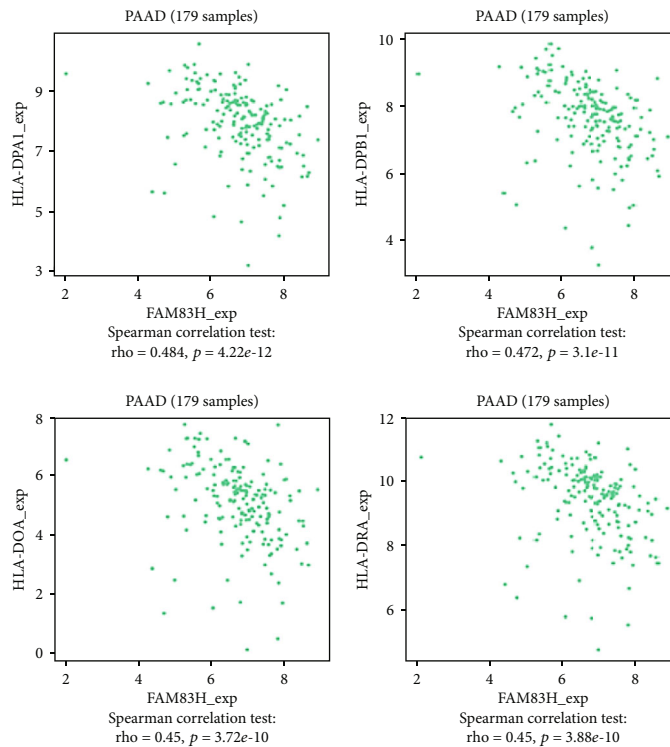 PAAD (179 samples)
HLA-DPA1_exp
9
7
5
3
2
4
6
8
FAM83H_exp
Spearman correlation test:
rho = 0.484, p = 4.22e-12
PAAD (179 samples)
HLA-DPB1_exp
10
8
6
4
2
4
6
8
FAM83H_exp
Spearman correlation test:
rho = 0.472, p = 3.1e-11
PAAD (179 samples)
HLA-DOA_exp
8
6
4
2
0
2
4
6
8
FAM83H_exp
Spearman correlation test:
rho = 0.45, p = 3.72e-10
PAAD (179 samples)
HLA-DRA_exp
12
10
8
6
2
4
6
8
FAM83H_exp
Spearman correlation test:
rho = 0.45, p = 3.88e-10